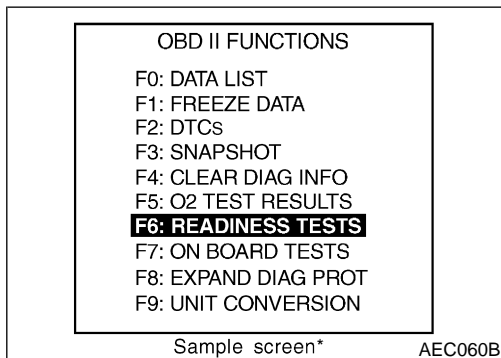 OBD II FUNCTIONS
F0: DATA LIST
F1: FREEZE DATA
F2: DTCs
F3: SNAPSHOT
F4: CLEAR DIAG INFO
F5: O2 TEST RESULTS
F6: READINESS TESTS
F7: ON BOARD TESTS
F8: EXPAND DIAG PROT
F9: UNIT CONVERSION
Sample screen*
AEC060B